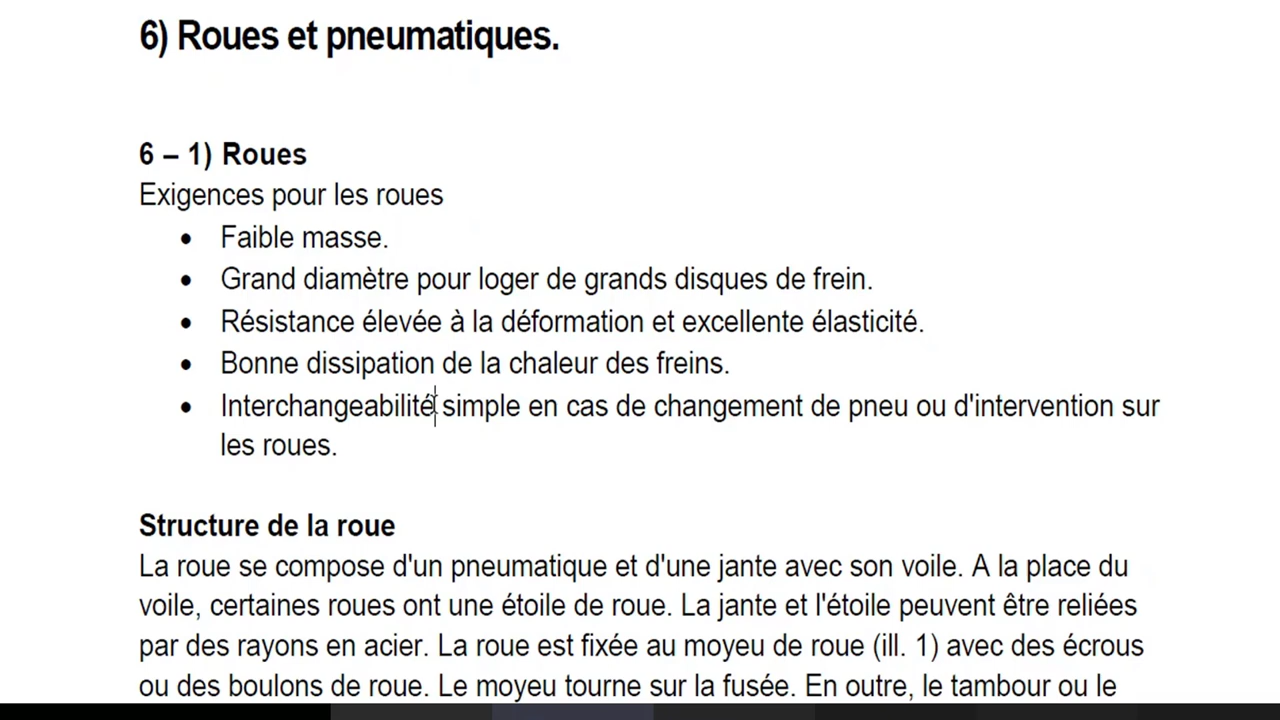 6) Roues et pneumatiques.
6 – 1) Roues
Exigences pour les roues
• Faible masse.
• Grand diamètre pour loger de grands disques de frein.
• Résistance élevée à la déformation et excellente élasticité.
• Bonne dissipation de la chaleur des freins.
• Interchangeabilité simple en cas de changement de pneu ou d'intervention sur
les roues.
Structure de la roue
La roue se compose d'un pneumatique et d'une jante avec son voile. A la place du
voile, certaines roues ont une étoile de roue. La jante et l'étoile peuvent être reliées
par des rayons en acier. La roue est fixée au moyeu de roue (ill. 1) avec des écrous
ou des boulons de roue. Le moyeu tourne sur la fusée. En outre, le tambour ou le